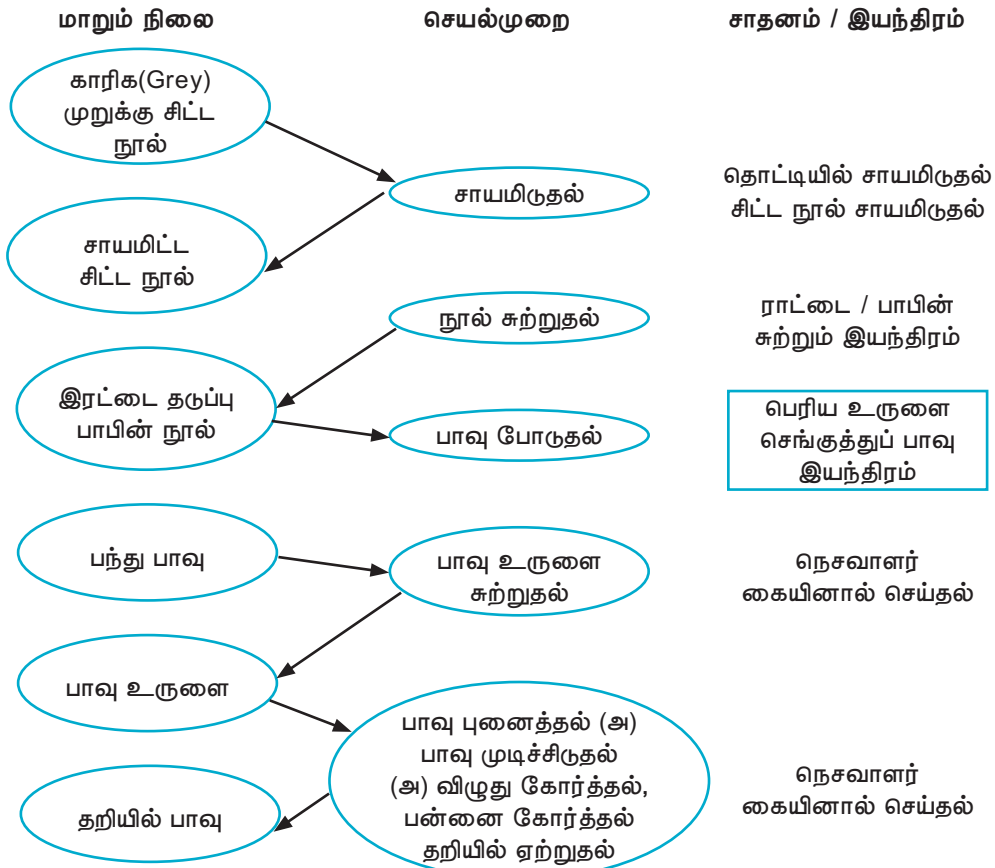 மாறும் நிலை
செயல்முறை
சாதனம் / இயந்திரம்
காரிக(Grey)
முறுக்கு சிட்ட
நூல்
சாயமிடுதல்
தொட்டியில் சாயமிடுதல்
சிட்ட நூல் சாயமிடுதல்
சாயமிட்ட
சிட்ட நூல்
நூல் சுற்றுதல்
ராட்டை / பாபின்
சுற்றும் இயந்திரம்
இரட்டை தடுப்பு
பாபின் நூல்
பாவு போடுதல்
பெரிய உருளை
செங்குத்துப் பாவு
இயந்திரம்
பந்து பாவு
பாவு உருளை
சுற்றுதல்
நெசவாளர்
கையினால் செய்தல்
பாவு உருளை
பாவு புனைத்தல் (அ)
பாவு முடிச்சிடுதல்
(அ) விழுது கோர்த்தல்,
பன்னை கோர்த்தல்
தறியில் ஏற்றுதல்
நெசவாளர்
கையினால் செய்தல்
தறியில் பாவு